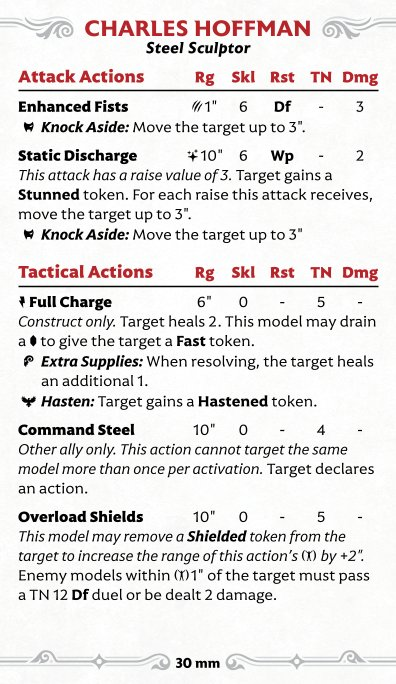 CHARLES HOFFMAN
Steel Sculptor
Attack Actions Rg Skl Rst TN Dmg
Enhanced Fists 1" 6 Df - 3
Knock Aside: Move the target up to 3".
Static Discharge 10" 6 Wp - 2
This attack has a raise value of 3. Target gains a
Stunned token. For each raise this attack receives,
move the target up to 3".
Knock Aside: Move the target up to 3"
Tactical Actions Rg Skl Rst TN Dmg
Full Charge 6" 0 - 5 -
Construct only. Target heals 2. This model may drain
a to give the target a Fast token.
Extra Supplies: When resolving, the target heals
an additional 1.
Hasten: Target gains a Hastened token.
Command Steel 10" 0 - 4 -
Other ally only. This action cannot target the same
model more than once per activation. Target declares
an action.
Overload Shields 10" 0 - 5 -
This model may remove a Shielded token from the
target to increase the range of this action's by +2".
Enemy models within 1" of the target must pass
a TN 12 Df duel or be dealt 2 damage.
30 mm